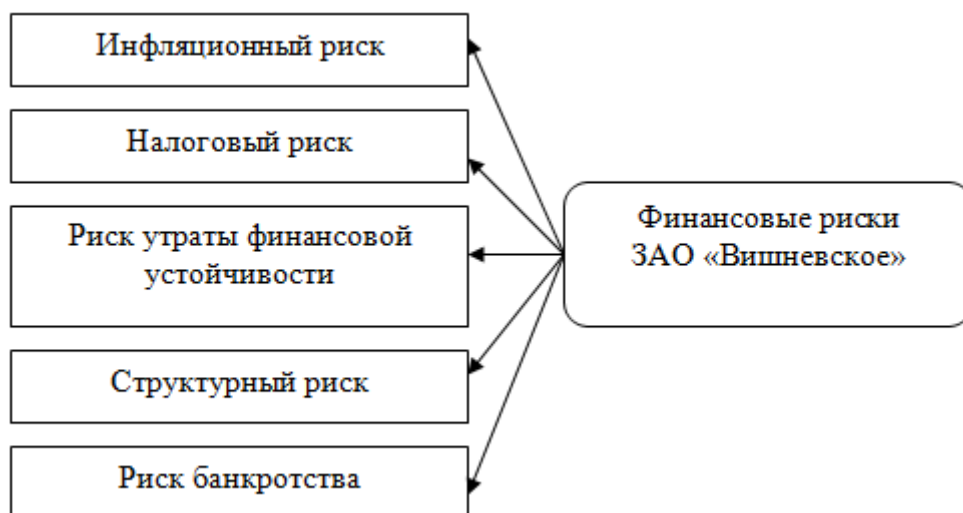 Инфляционный риск
Налоговый риск
Риск утраты финансовой
устойчивости
Структурный риск
Риск банкротства
Финансовые риски
ЗАО «Вишневское»